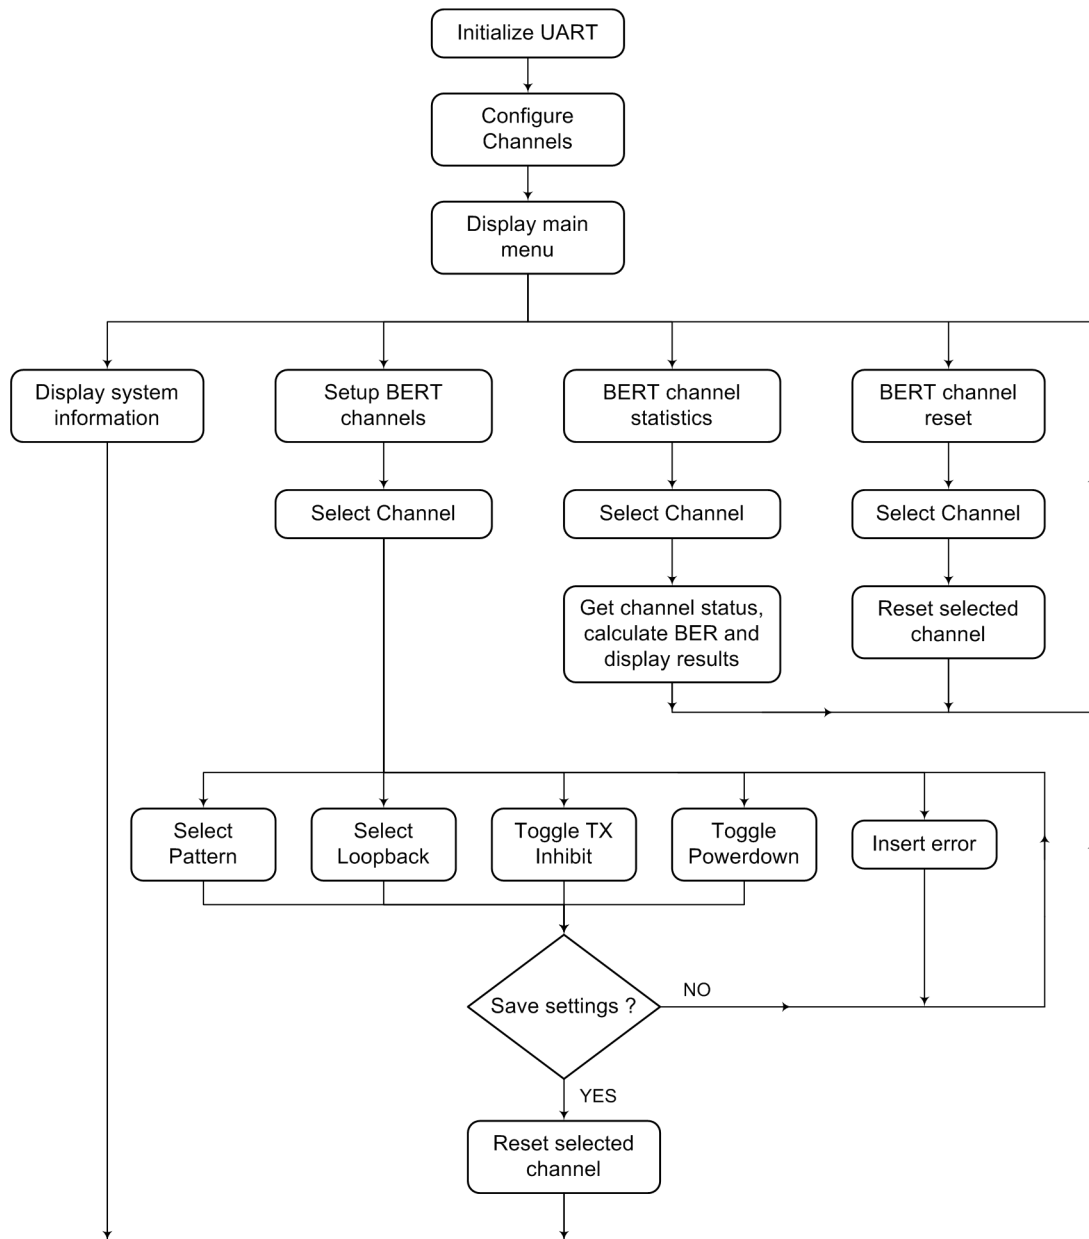 Initialize UART
Configure
Channels
Display main
menu
Display system
information
Setup BERT
channels
BERT channel
statistics
BERT channel
reset
Select Channel
Select Channel
Select Channel
Get channel status,
calculate BER and
display results
Reset selected
channel
Select
Pattern
Select
Loopback
Toggle TX
Inhibit
Toggle
Powerdown
Insert error
Save settings ?
NO
YES
Reset selected
channel